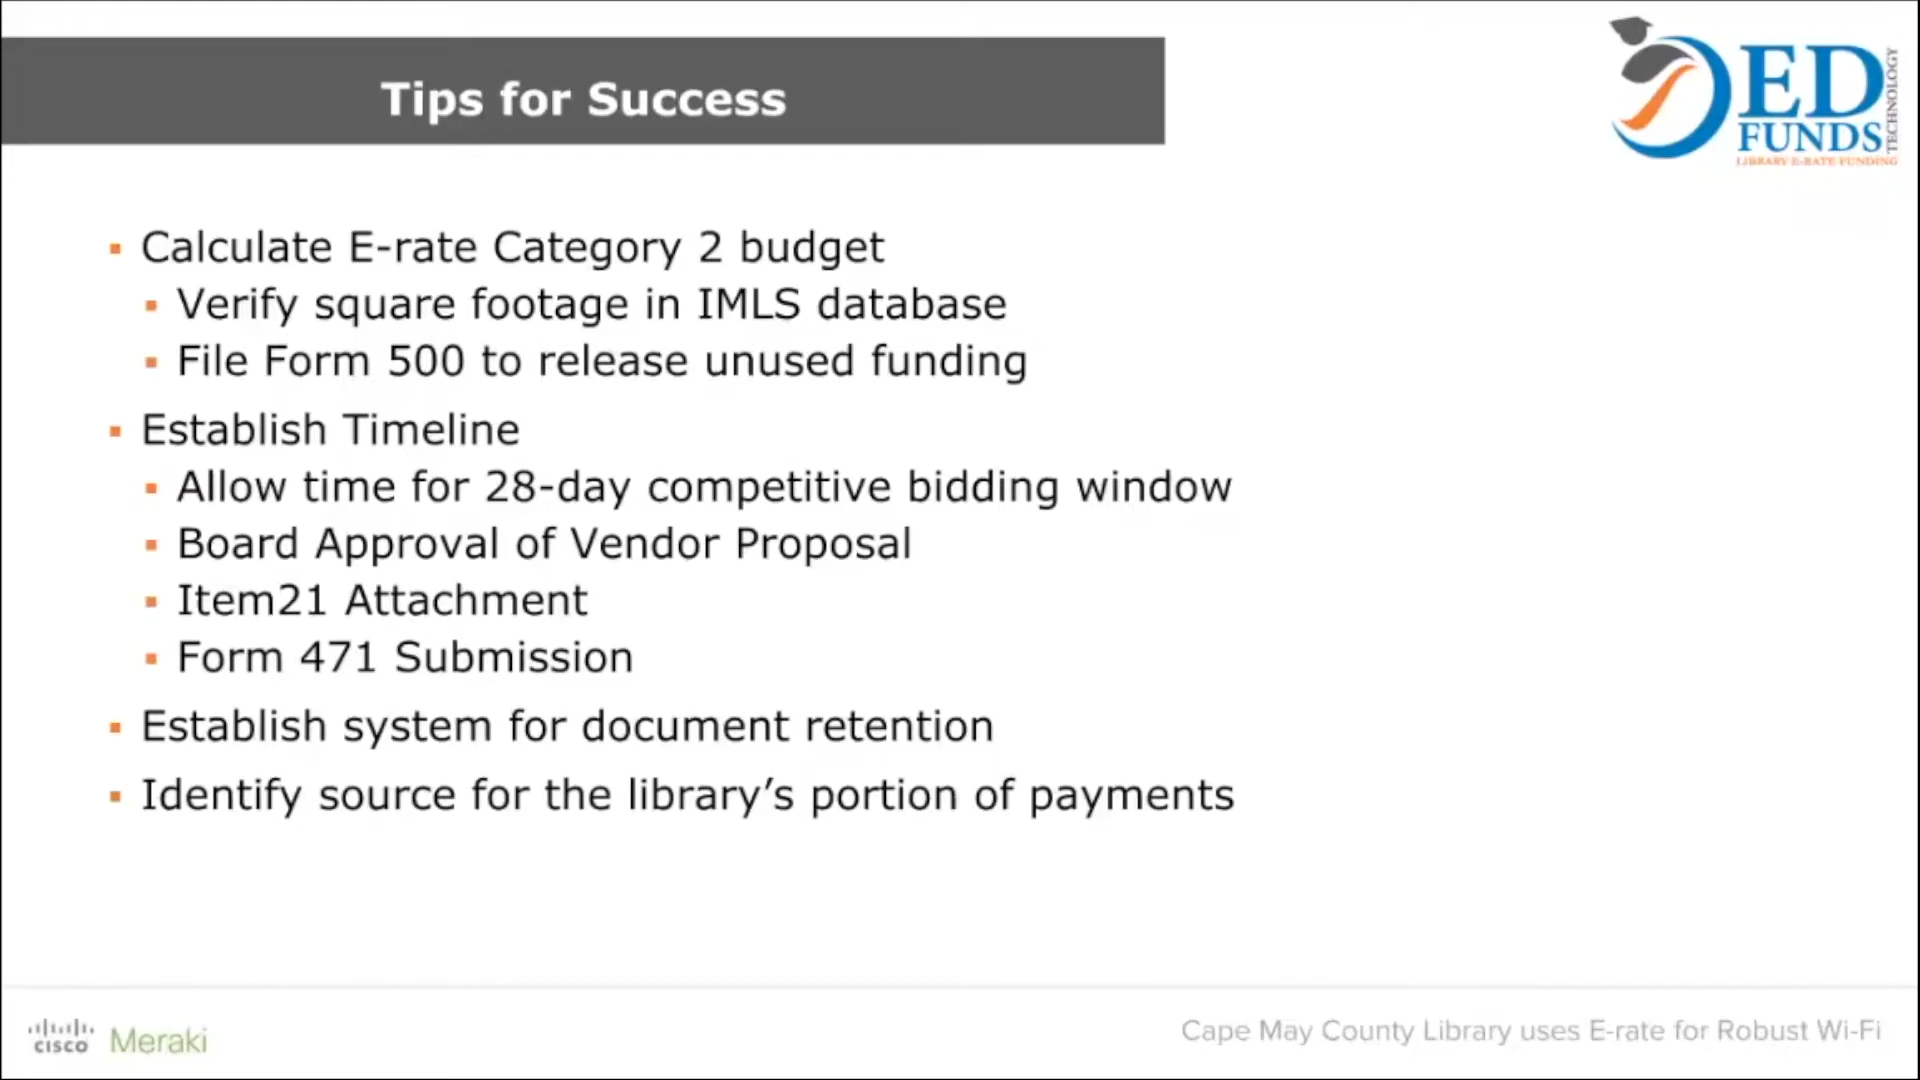 Tips for Success
ED
FUNDS
TECHNOLOGY
LIBRARY E-RATE FUNDING
Calculate E-rate Category 2 budget
Verify square footage in IMLS database
File Form 500 to release unused funding
Establish Timeline
Allow time for 28-day competitive bidding window
Board Approval of Vendor Proposal
Item21 Attachment
Form 471 Submission
Establish system for document retention
Identify source for the library’s portion of payments
cisco Meraki
Cape May County Library uses E-rate for Robust Wi-Fi